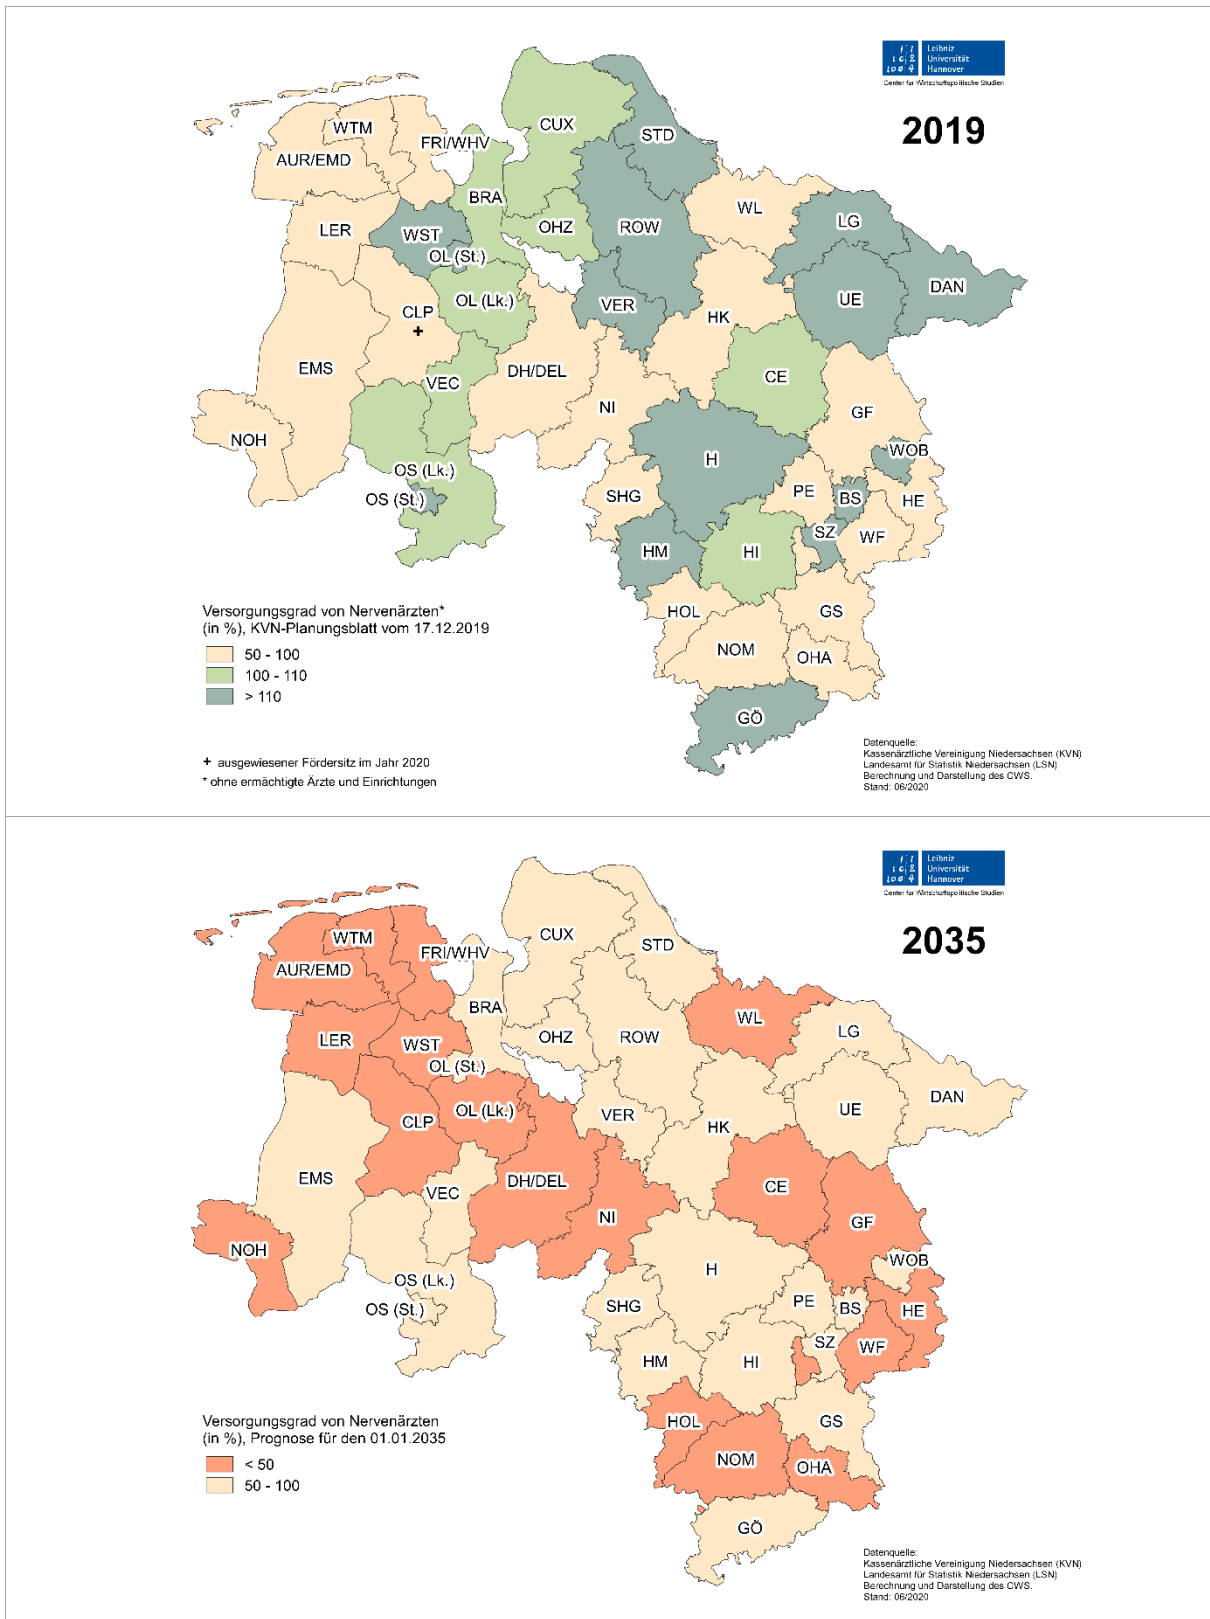 Leibniz
Universität
Hannover
Center für Wirtschaftspolitische Studien
2019
WTM
FRI/WHV
AUR/EMD
CUX
STD
BRA
LER
WST
OL (St.)
OHZ
ROW
WL
LG
DAN
UE
CLP
OL (Lk.)
VER
HK
EMS
VEC
DH/DEL
CE
NI
GF
NOH
WOB
H
OS (Lk.)
OS (St.)
SHG
PE
BS
HE
SZ
WF
HM
HI
HOL
GS
NOM
OHA
GÖ
Versorgungsgrad von Nervenärzten*
(in %), KVN-Planungsblatt vom 17.12.2019
50 - 100
100 - 110
> 110
+ ausgewiesener Fördersitz im Jahr 2020
* ohne ermächtigte Ärzte und Einrichtungen
Datenquelle:
Kassenärztliche Vereinigung Niedersachsen (KVN)
Landesamt für Statistik Niedersachsen (LSN)
Berechnung und Darstellung des CWS.
Stand: 06/2020
Leibniz
Universität
Hannover
Center für Wirtschaftspolitische Studien
2035
WTM
FRI/WHV
AUR/EMD
CUX
STD
BRA
LER
WST
OL (St.)
OHZ
ROW
WL
LG
DAN
UE
CLP
OL (Lk.)
VER
HK
EMS
VEC
DH/DEL
CE
NI
GF
NOH
WOB
H
OS (Lk.)
OS (St.)
SHG
PE
BS
HE
SZ
WF
HM
HI
HOL
GS
NOM
OHA
GÖ
Versorgungsgrad von Nervenärzten
(in %), Prognose für den 01.01.2035
< 50
50 - 100
Datenquelle:
Kassenärztliche Vereinigung Niedersachsen (KVN)
Landesamt für Statistik Niedersachsen (LSN)
Berechnung und Darstellung des CWS.
Stand: 06/2020